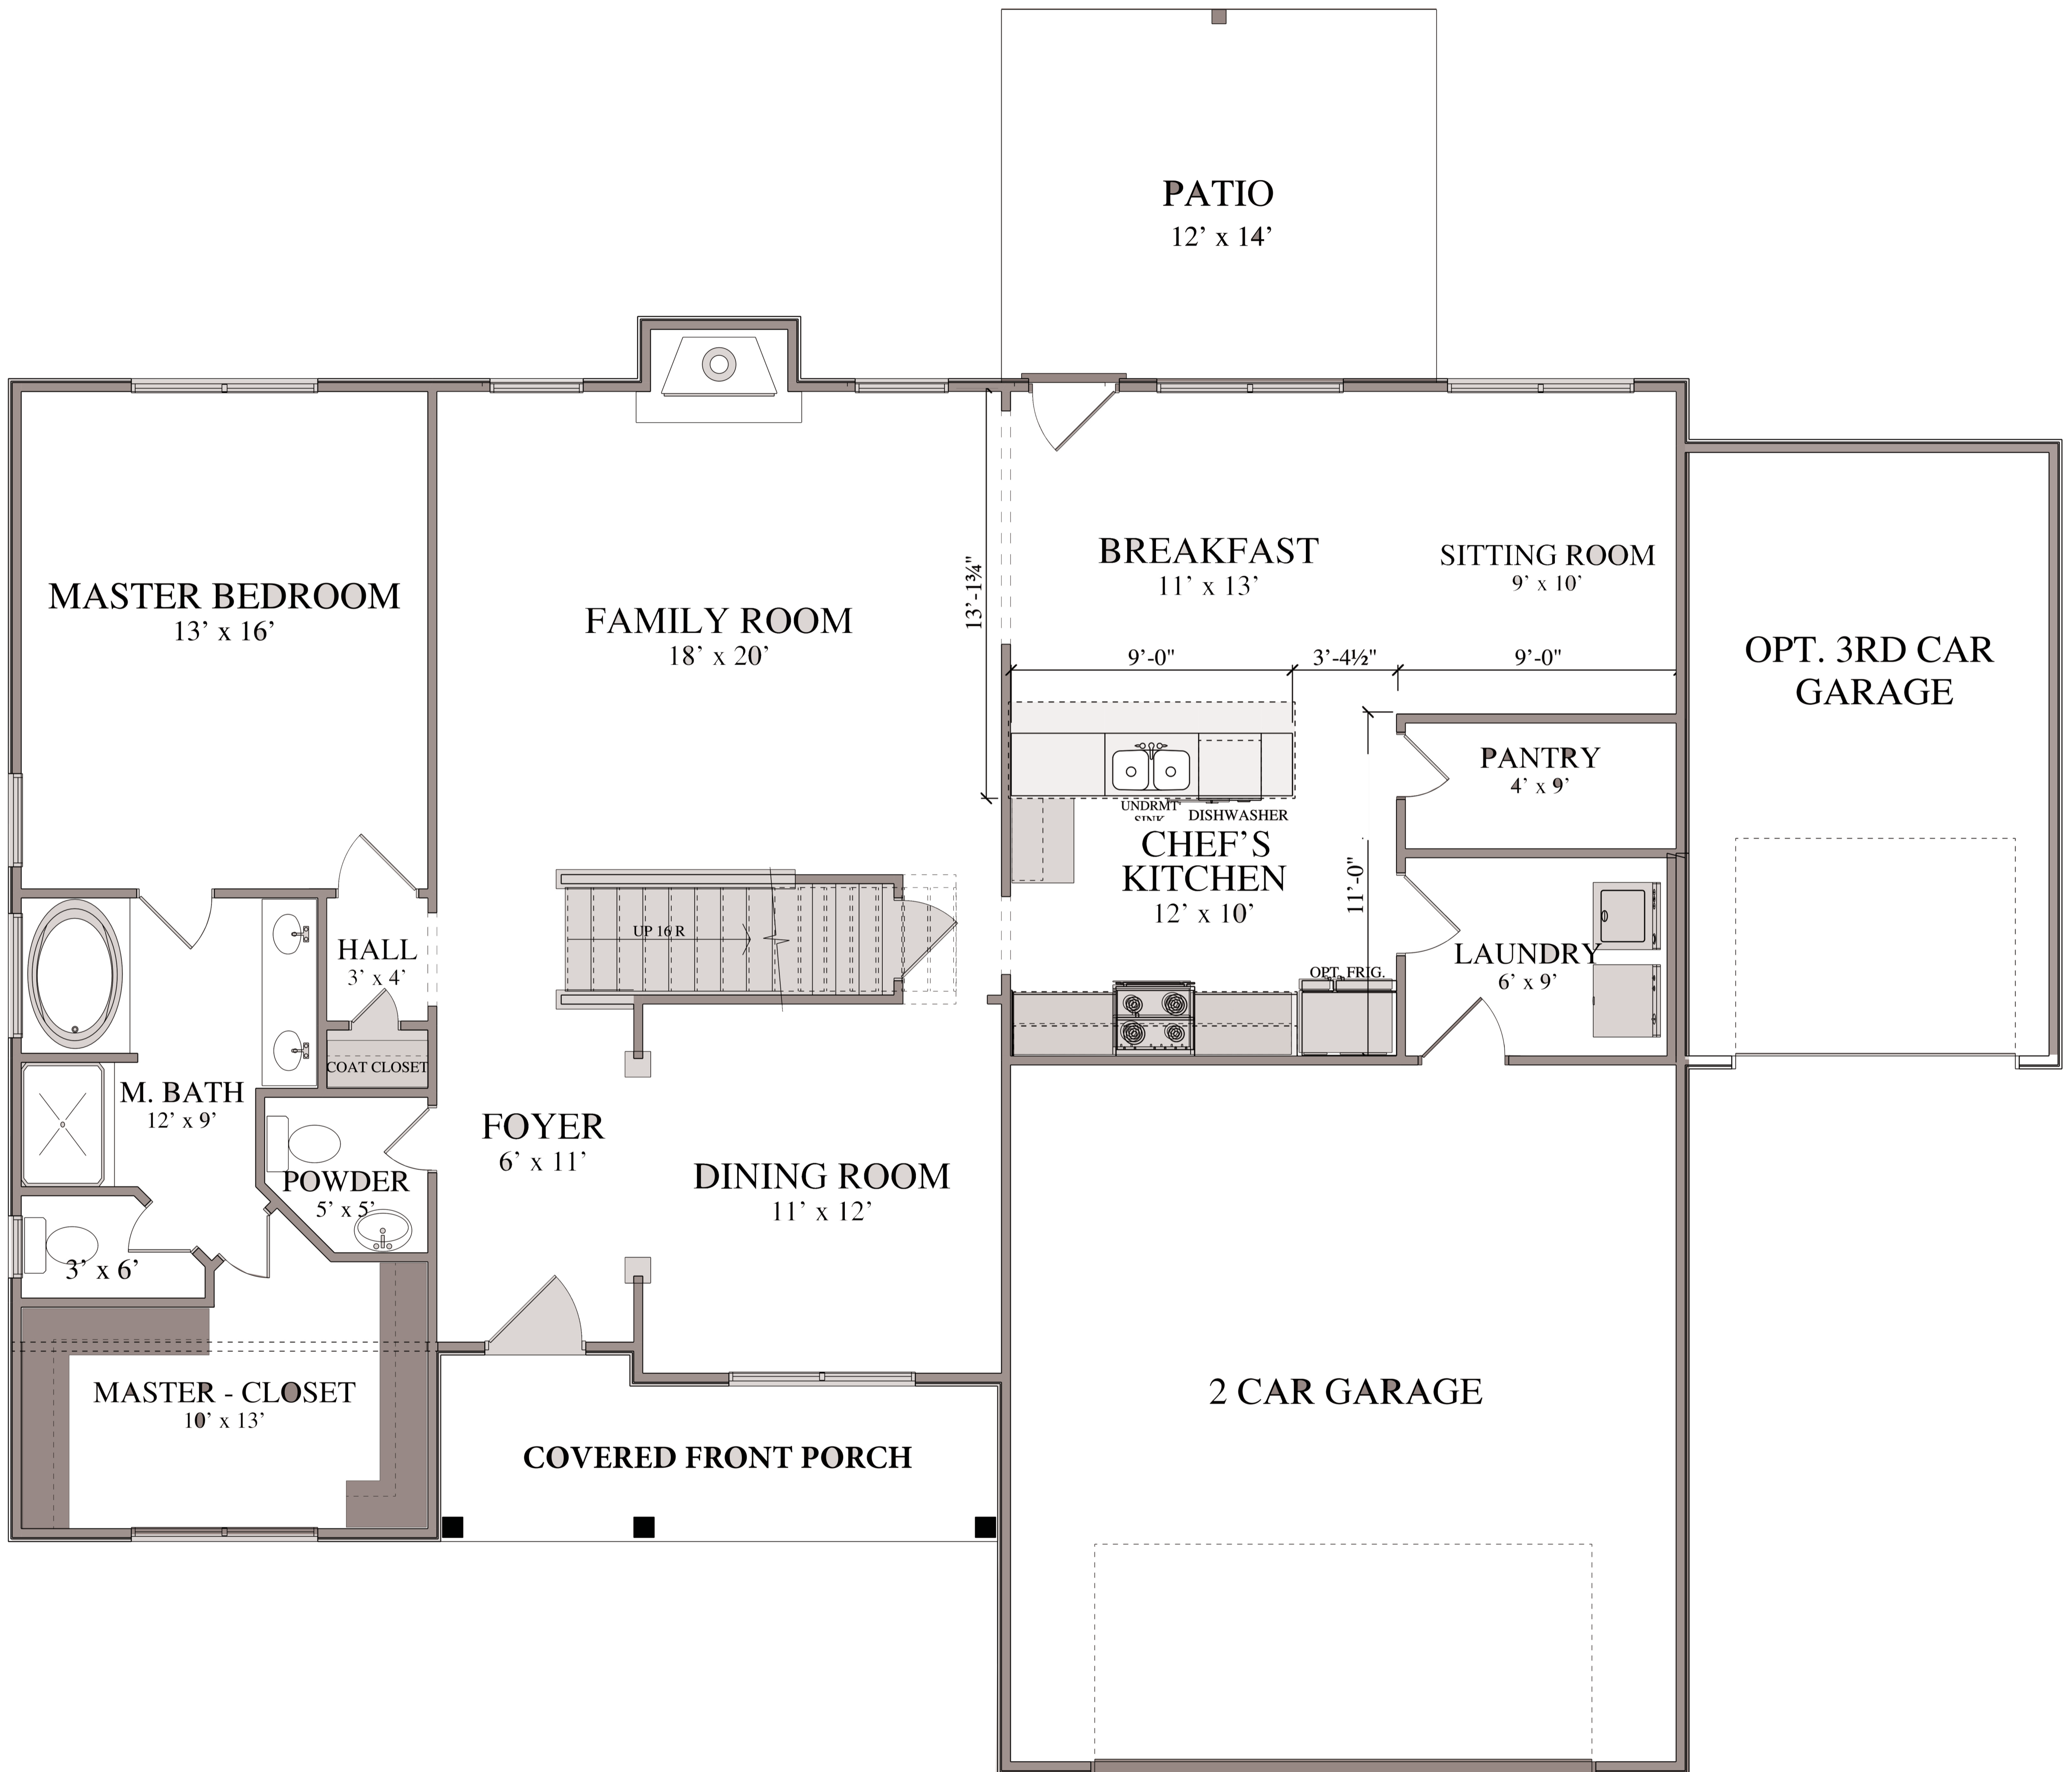 PATIO
12' x 14'
MASTER BEDROOM
13' x 16'
FAMILY ROOM
18' x 20'
13'-1¾"
BREAKFAST
11' x 13'
SITTING ROOM
9' x 10'
9'-0"
3'-4½"
9'-0"
OPT. 3RD CAR
GARAGE
PANTRY
4' x 9'
UNDRMT
SINK
DISHWASHER
CHEF'S
KITCHEN
12' x 10'
11'-0"
UP 16 R
HALL
3' x 4'
LAUNDRY
6' x 9'
OPT. FRIG.
COAT CLOSET
M. BATH
12' x 9'
FOYER
6' x 11'
POWDER
5' x 5'
DINING ROOM
11' x 12'
3' x 6'
MASTER - CLOSET
10' x 13'
2 CAR GARAGE
COVERED FRONT PORCH